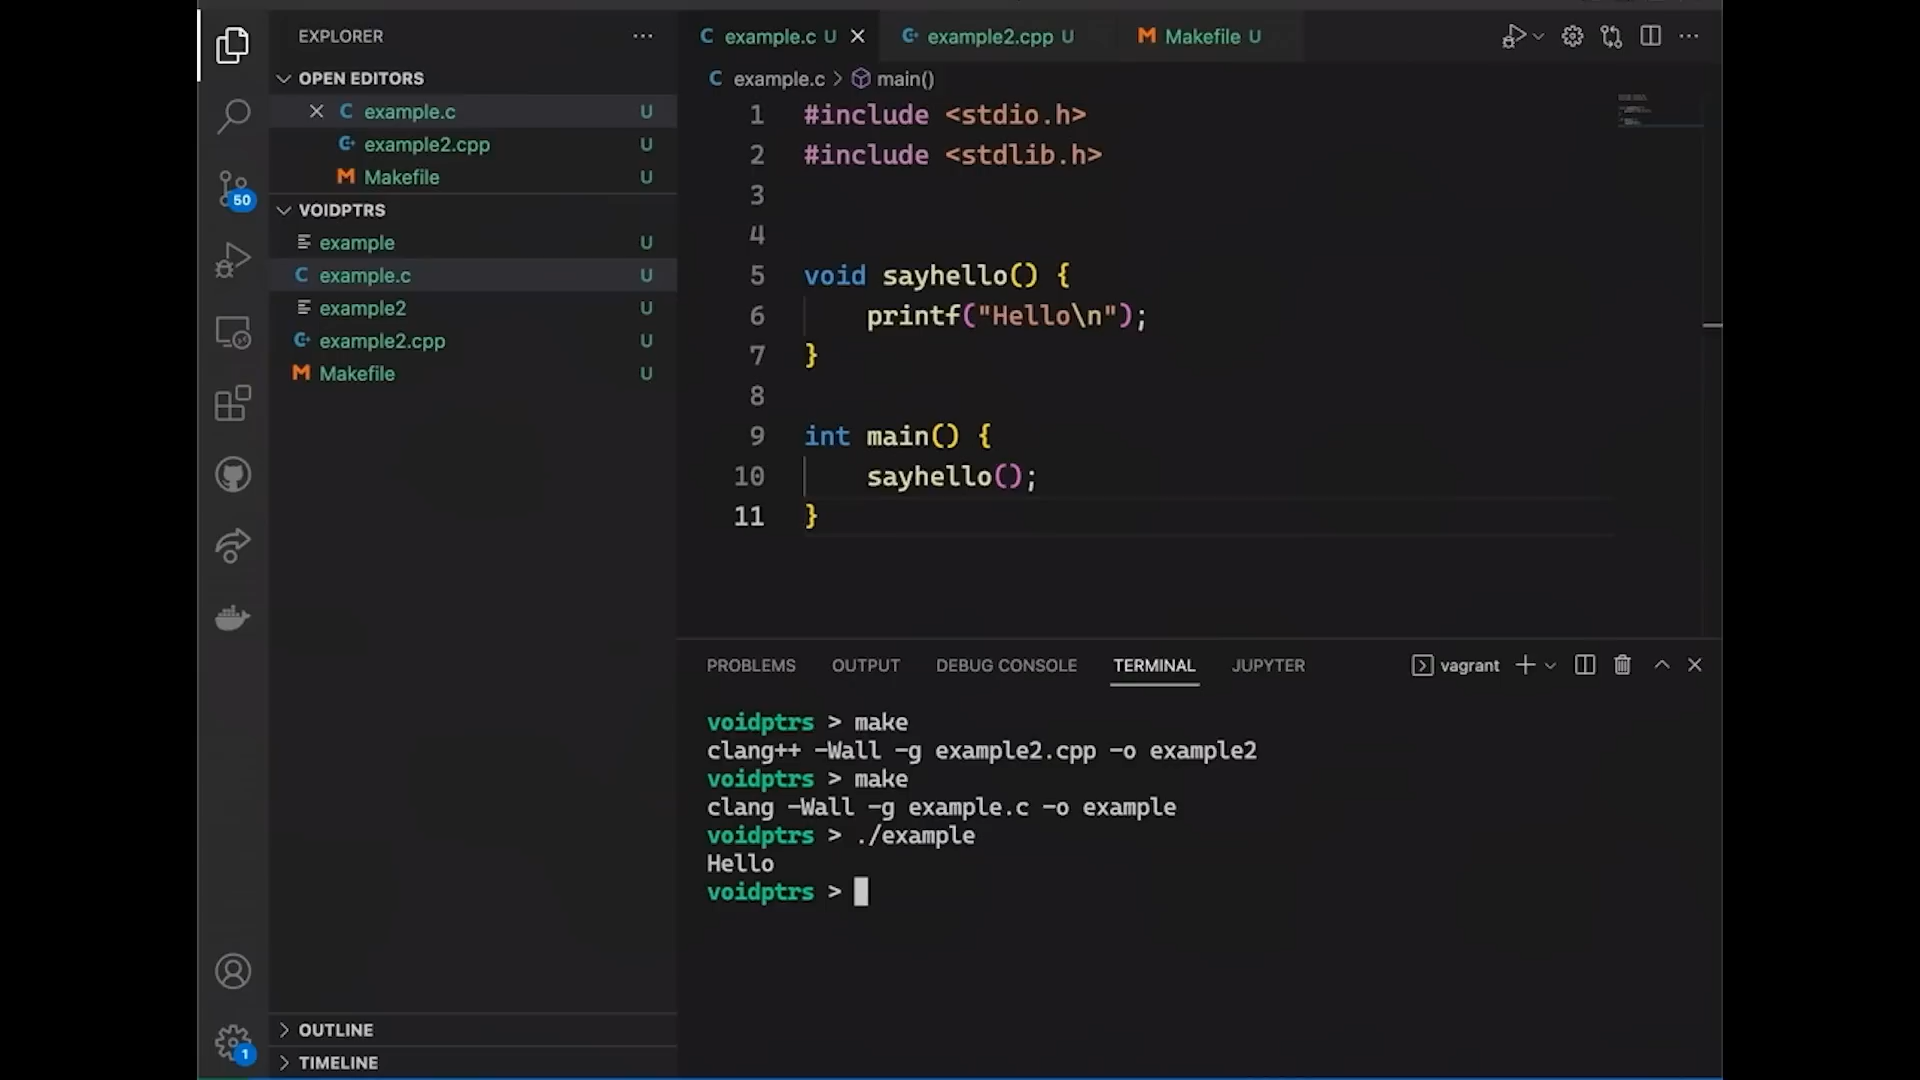 EXPLORER
OPEN EDITORS
example.c U
example2.cpp U
Makefile U
50
VOIDPTRS
example U
example.c U
example2 U
example2.cpp U
Makefile U
OUTLINE
1
TIMELINE
example.c U
example2.cpp U
Makefile U
example.c > main()
1 #include <stdio.h>
2 #include <stdlib.h>
3
4
5 void sayhello() {
6 printf("Hello\n");
7 }
8
9 int main() {
10 sayhello();
11 }
PROBLEMS OUTPUT DEBUG CONSOLE TERMINAL JUPYTER vagrant
voidptrs > make
clang++ -Wall -g example2.cpp -o example2
voidptrs > make
clang -Wall -g example.c -o example
voidptrs > ./example
Hello
voidptrs >